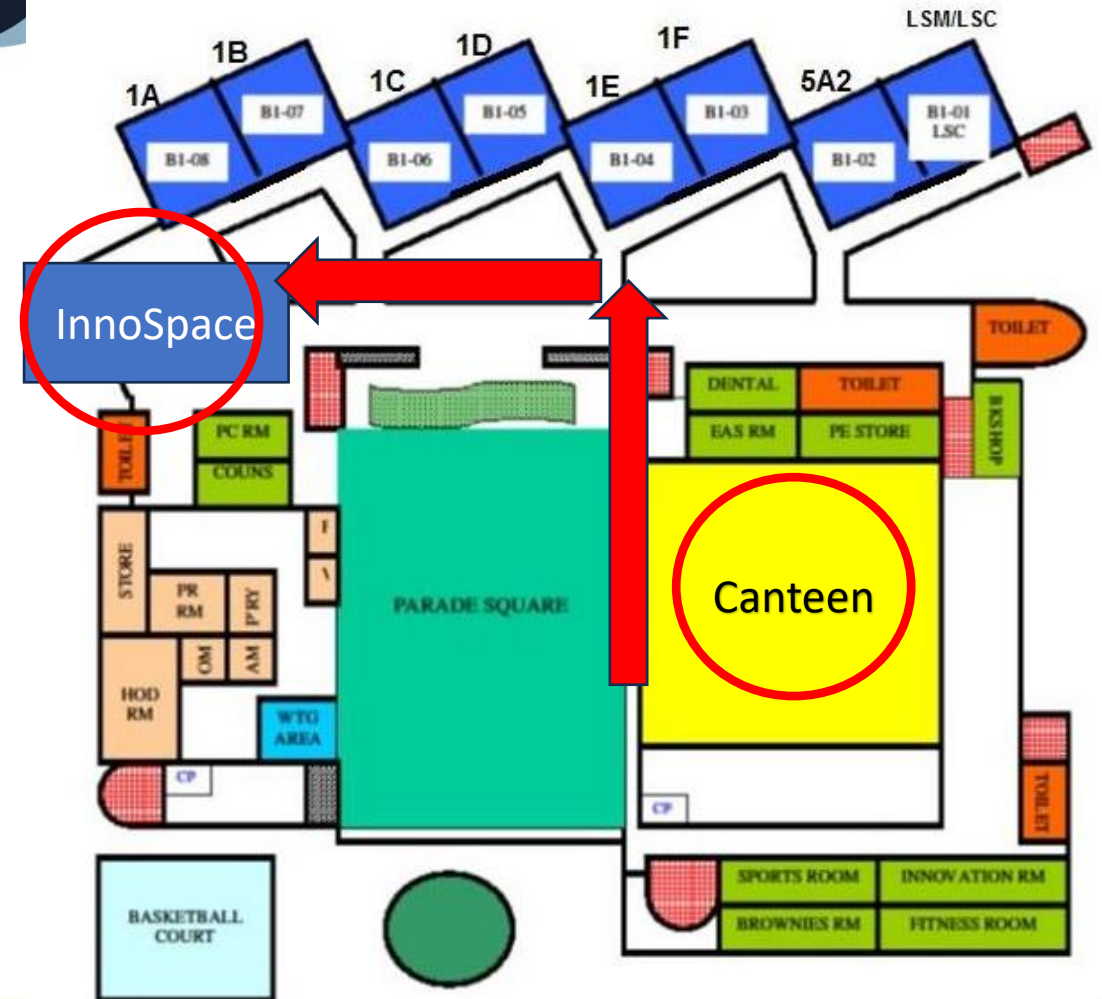 LSM/LSC
1B
1D
1F
1A
1C
1E
5A2
B1-07
B1-05
B1-03
B1-01
LSC
B1-08
B1-06
B1-04
B1-02
InnoSpace
TOILET
DENTAL
TOILET
EAS RM
PE STORE
BKSHOP
TOILET
PC RM
COUNS
STORE
PR
RM
P'RY
OM
AM
HOD
RM
WTG
AREA
CP
PARADE SQUARE
Canteen
CP
TOILET
SPORTS ROOM
INNOVATION RM
BROWNIES RM
FITNESS ROOM
BASKETBALL
COURT